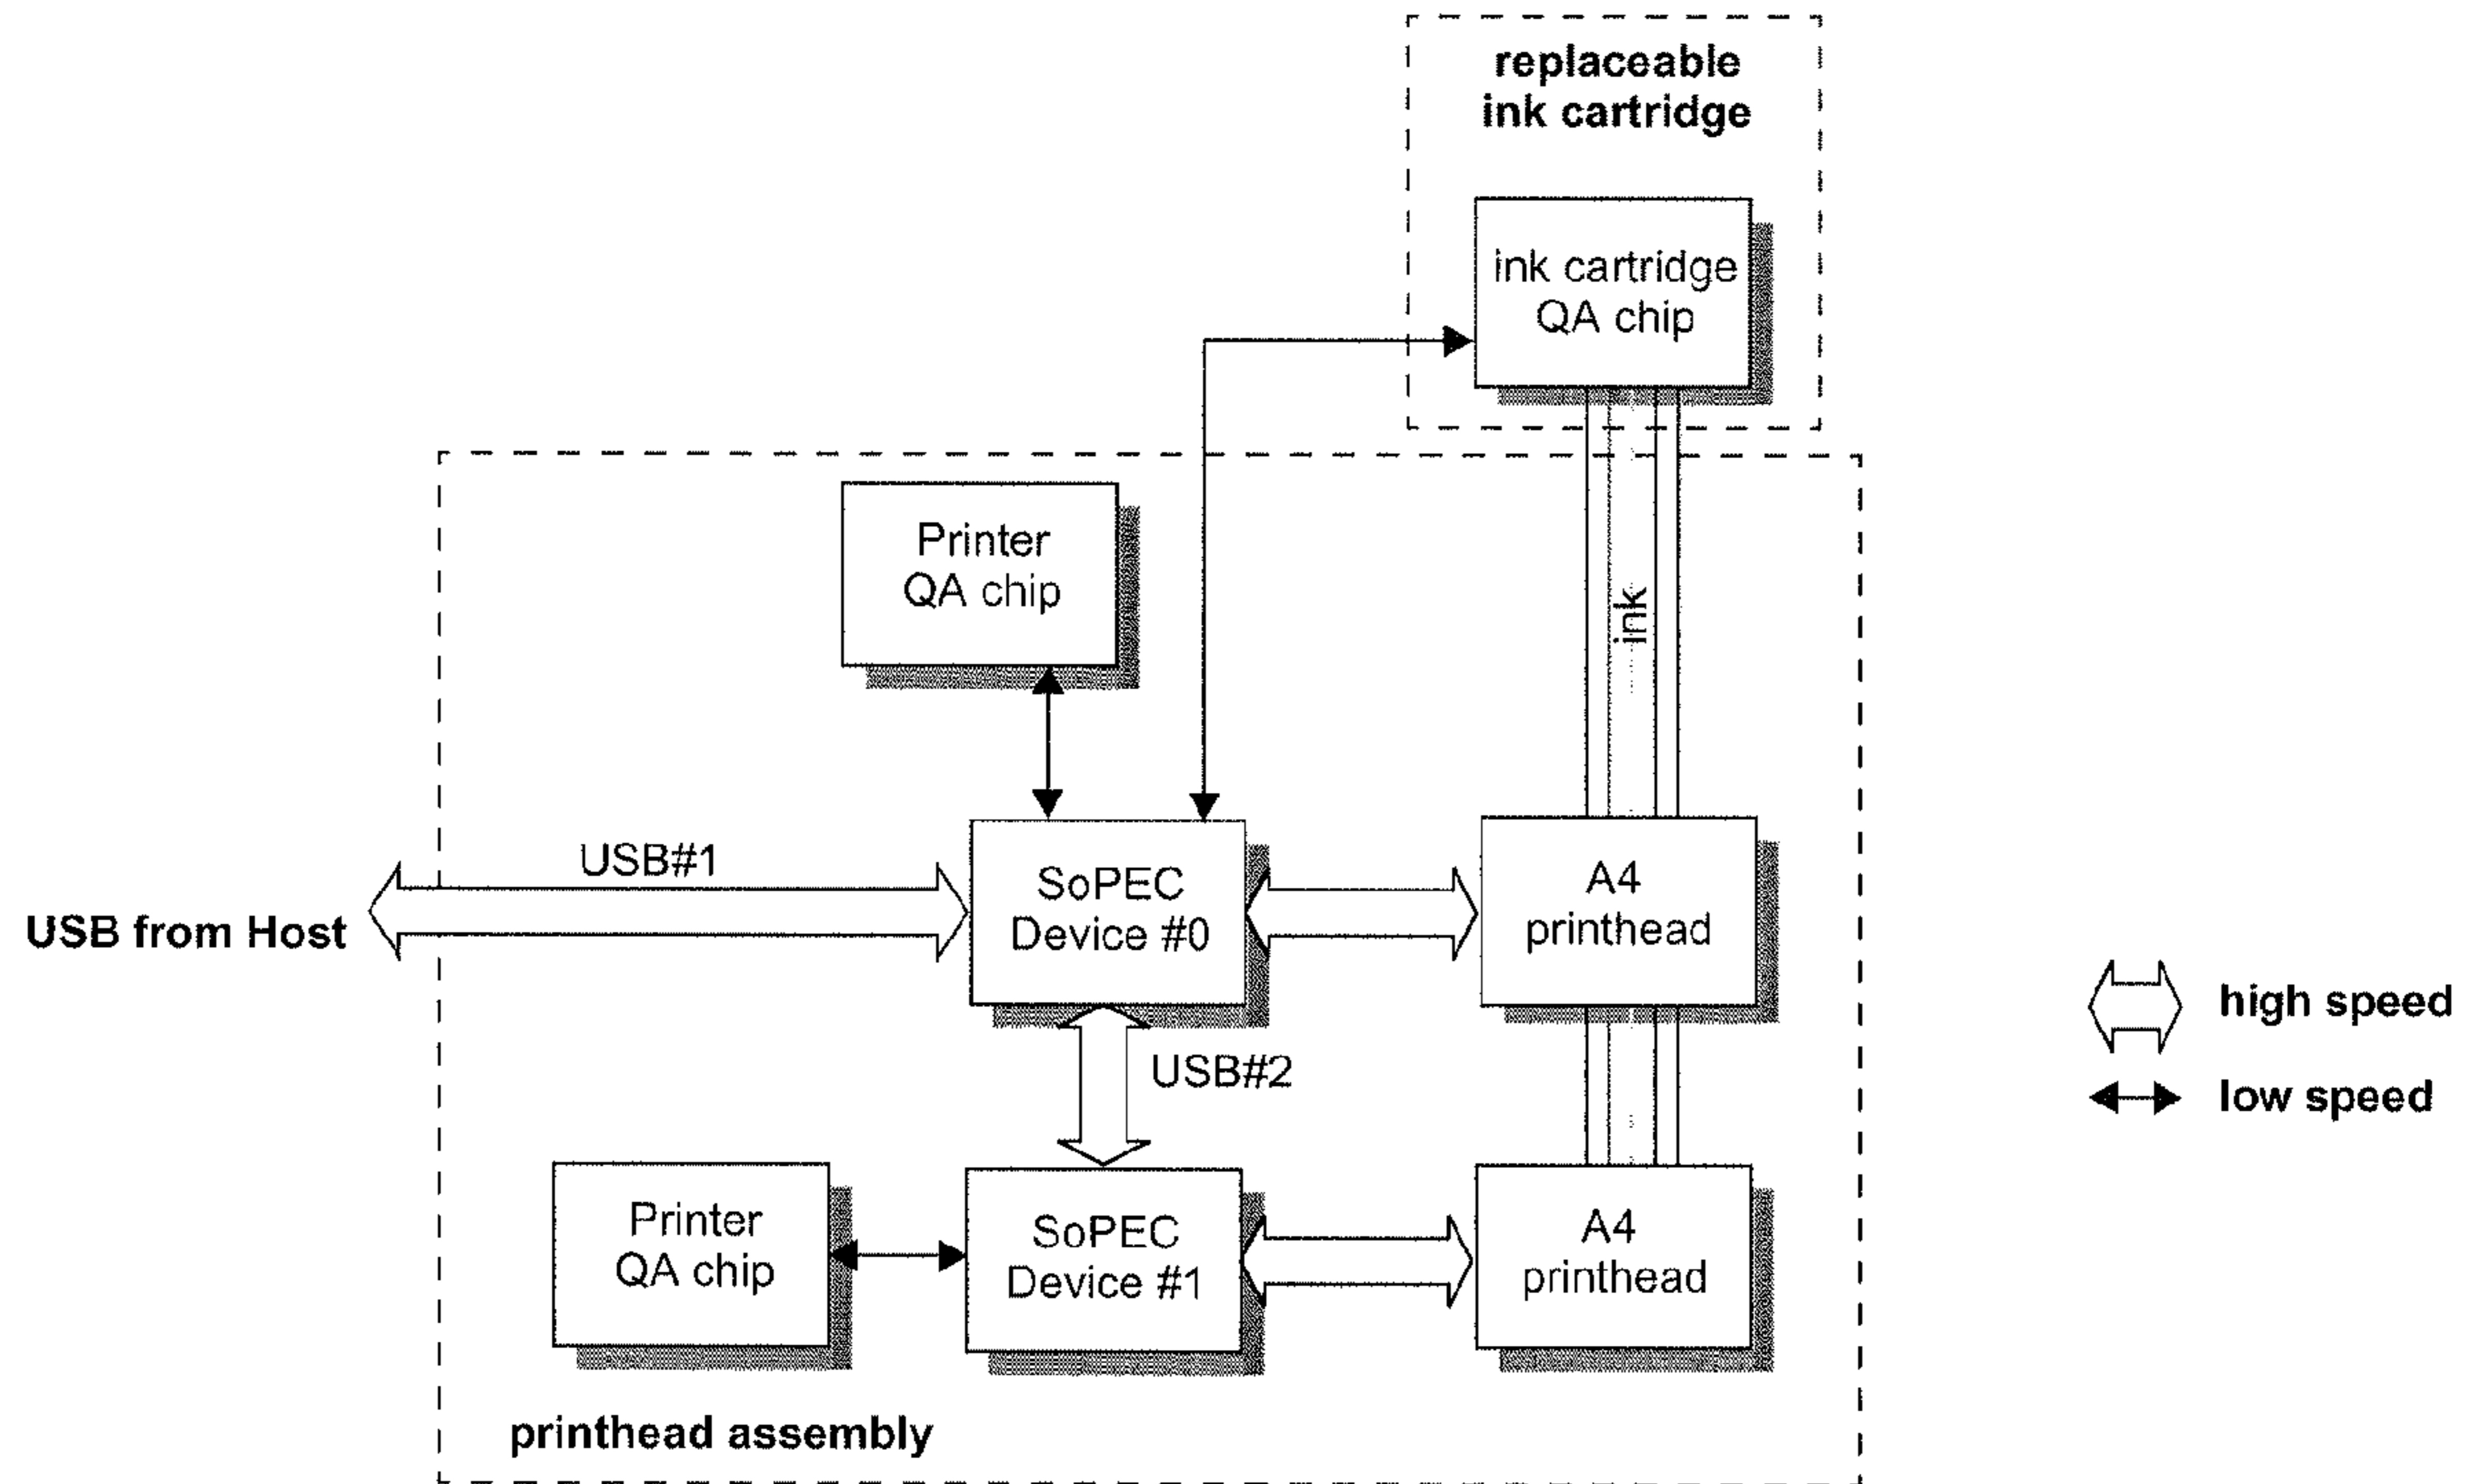 replaceable
ink cartridge
ink cartridge
QA chip
Printer
QA chip
ink
USB#1
USB from Host
SoPEC
Device #0
A4
printhead
high speed
low speed
USB#2
Printer
QA chip
SoPEC
Device #1
A4
printhead
printhead assembly